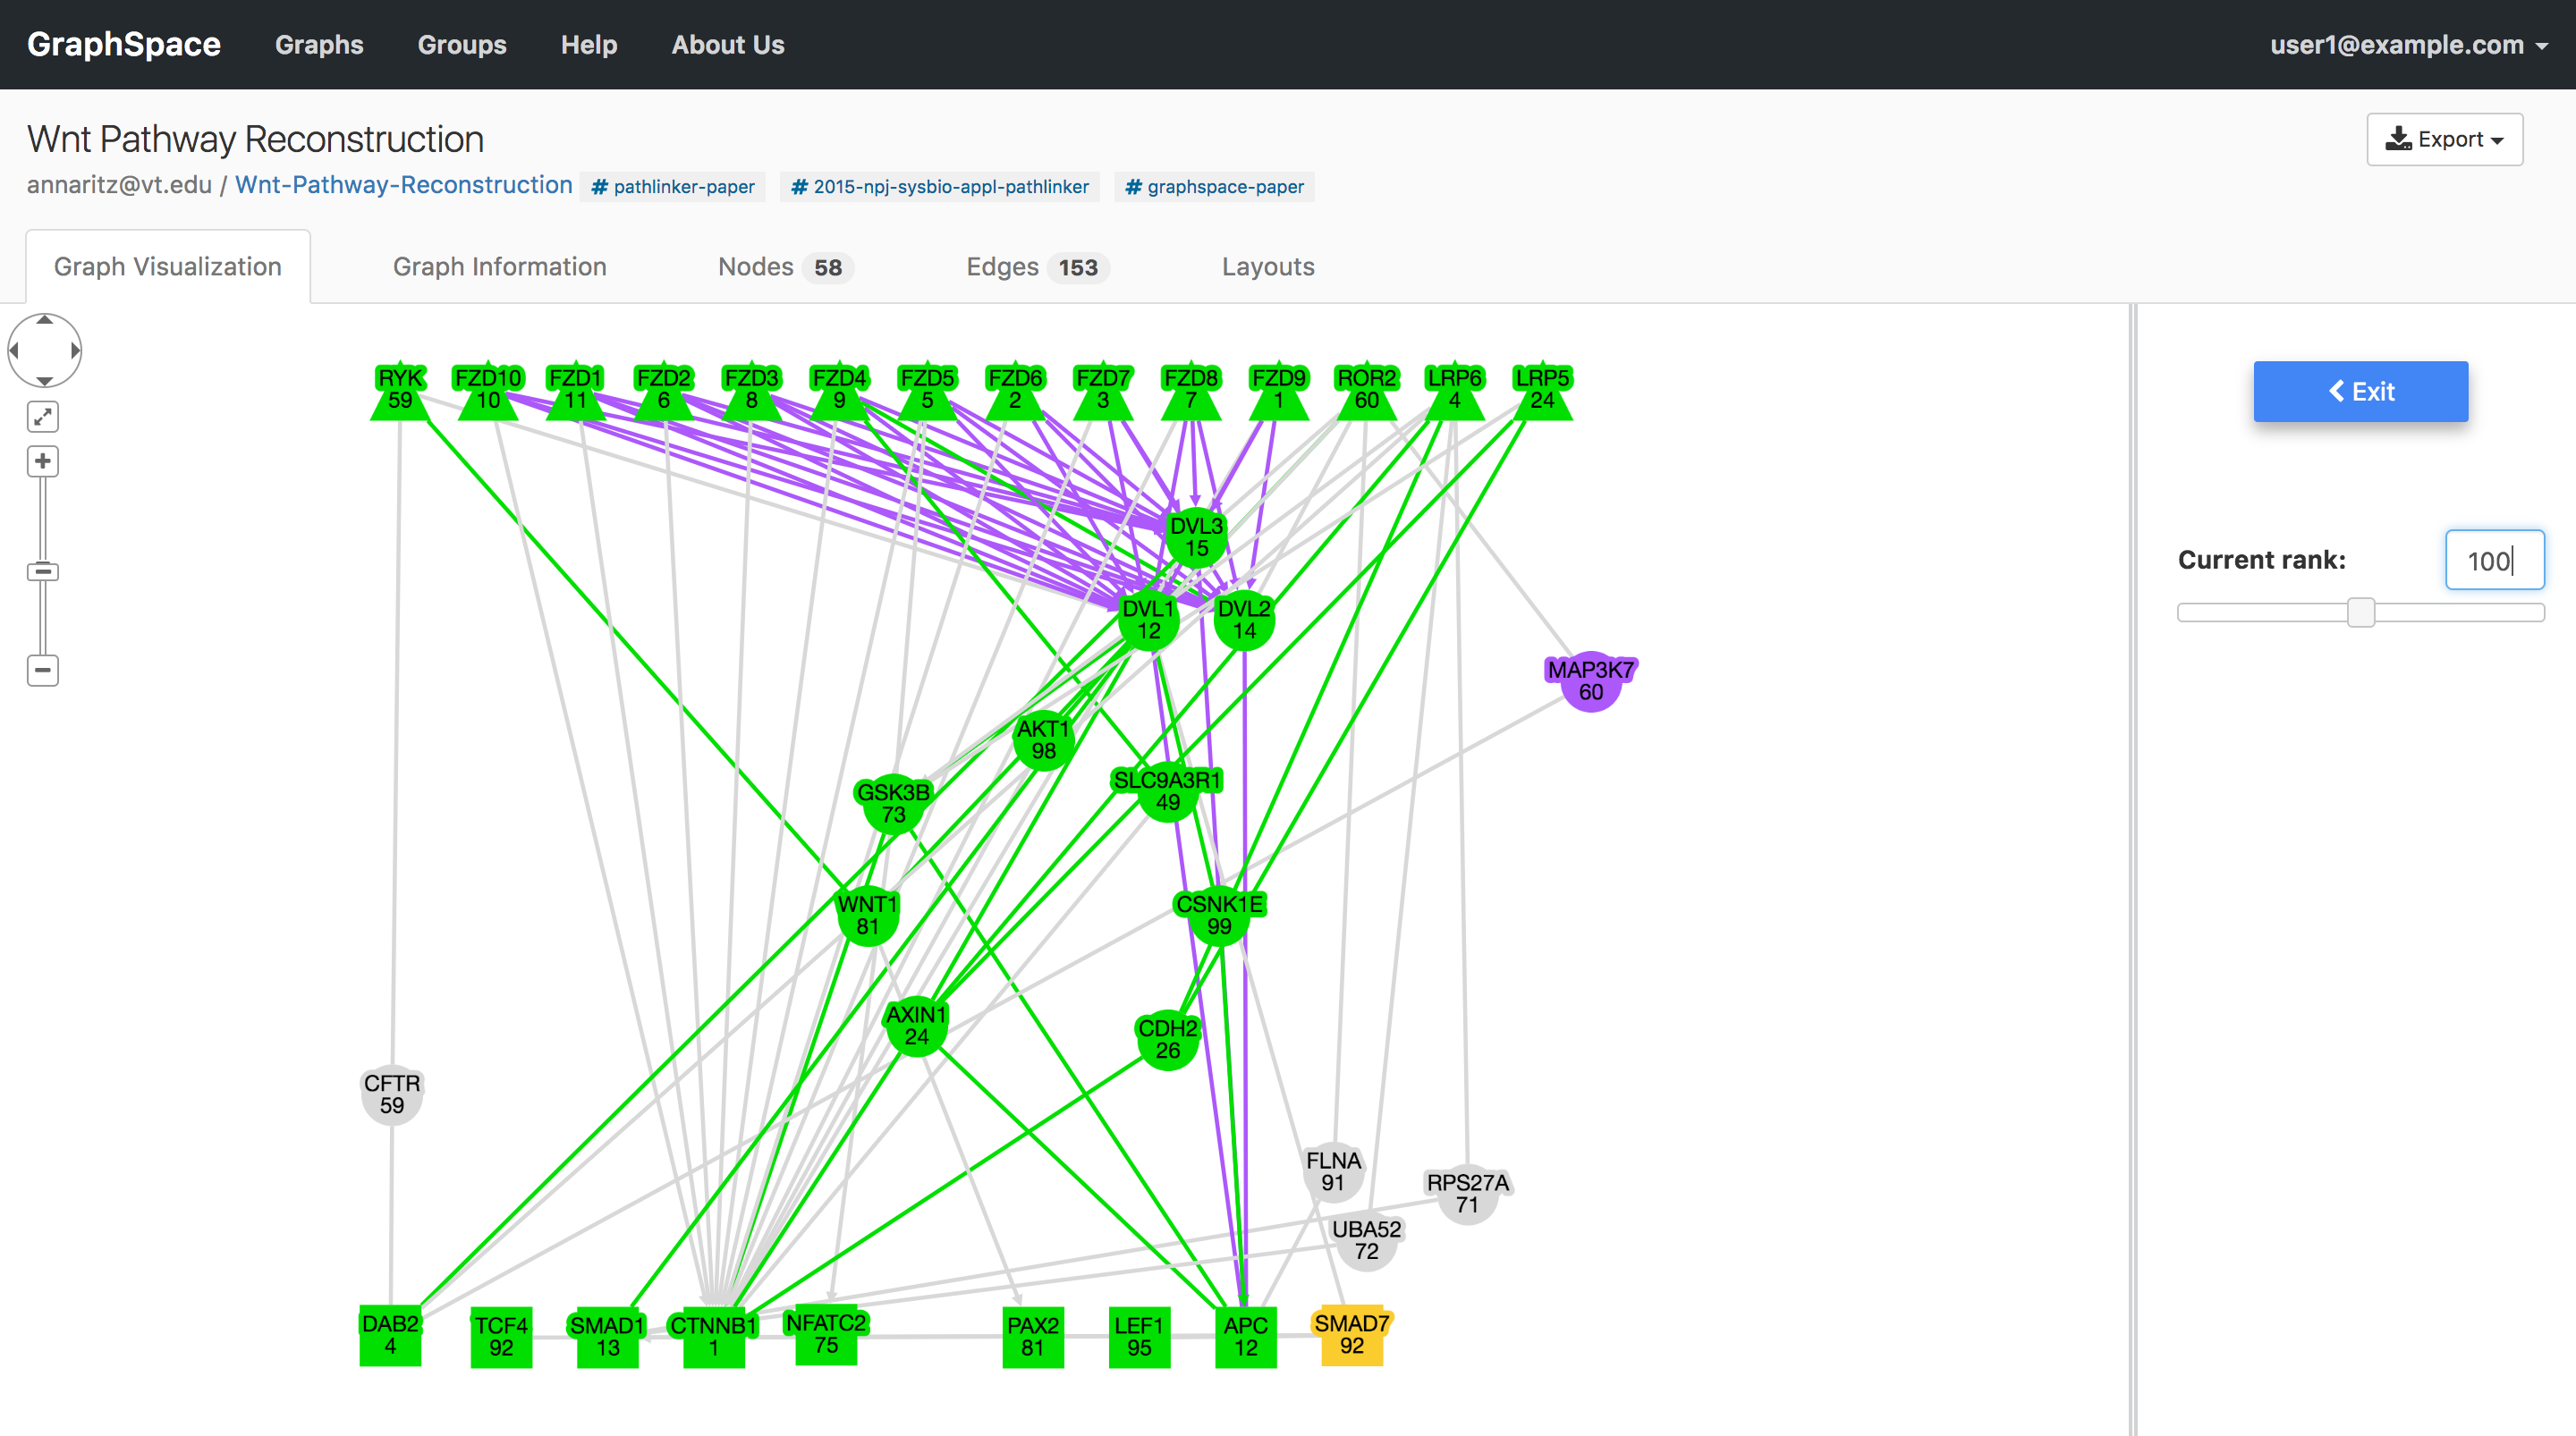 GraphSpace Graphs Groups Help About Us user1@example.com
Wnt Pathway Reconstruction
Export
annaritz@vt.edu / Wnt-Pathway-Reconstruction # pathlinker-paper # 2015-npj-sysbio-appl-pathlinker # graphspace-paper
Graph Visualization Graph Information Nodes 58 Edges 153 Layouts
RYK FZD10 FZD1 FZD2 FZD3 FZD4 FZD5 FZD6 FZD7 FZD8 FZD9 ROR2 LRP6 LRP5
59 10 11 6 8 9 5 2 3 7 1 60 4 24
Exit
Current rank: 100
DVL3
15
DVL1 DVL2
12 14
MAP3K7
60
AKT1
98
SLC9A3R1
49
GSK3B
73
WNT1 CSNK1E
81 99
AXIN1
24
CDH2
26
CFTR
59
FLNA
91
RPS27A
71
UBA52
72
DAB2 TCF4 SMAD1 CTNNB1 NFATC2 PAX2 LEF1 APC SMAD7
4 92 13 1 75 81 95 12 92